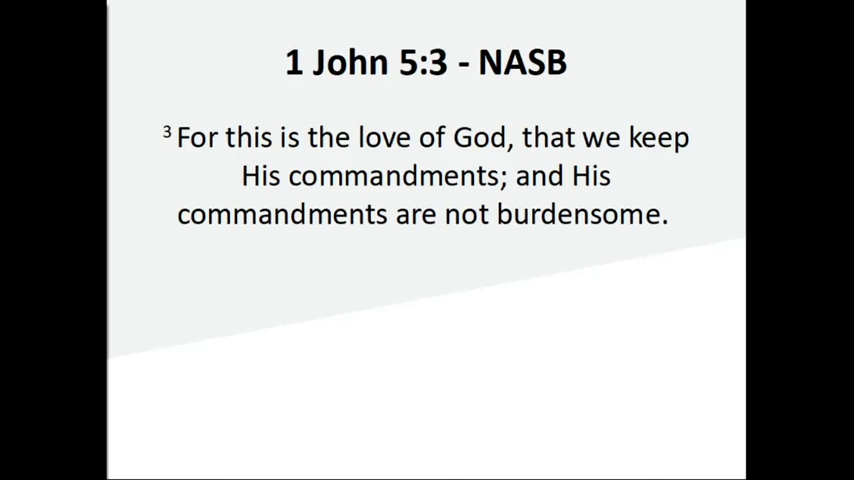 1 John 5:3 - NASB
3 For this is the love of God, that we keep
His commandments; and His
commandments are not burdensome.